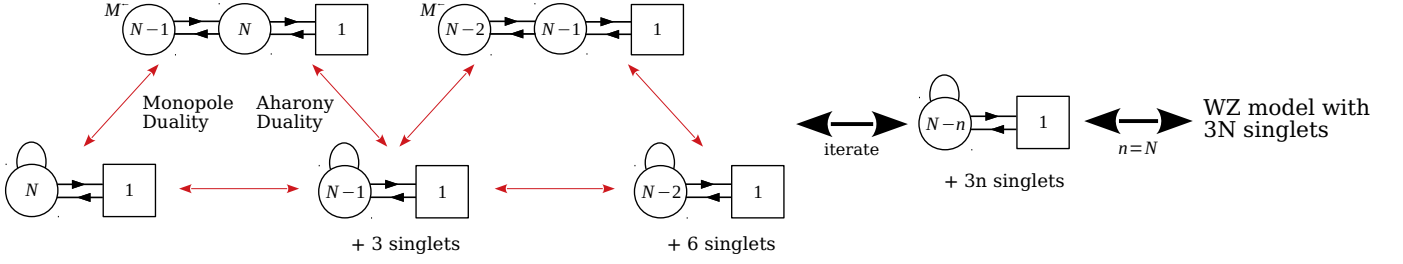 M⁻ N−1 N 1 M⁻ N−2 N−1 1
Monopole
Duality
Aharony
Duality
N 1 N−1 1 N−2 1
+ 3 singlets
+ 6 singlets
iterate
N−n 1
+ 3n singlets
n=N
WZ model with
3N singlets